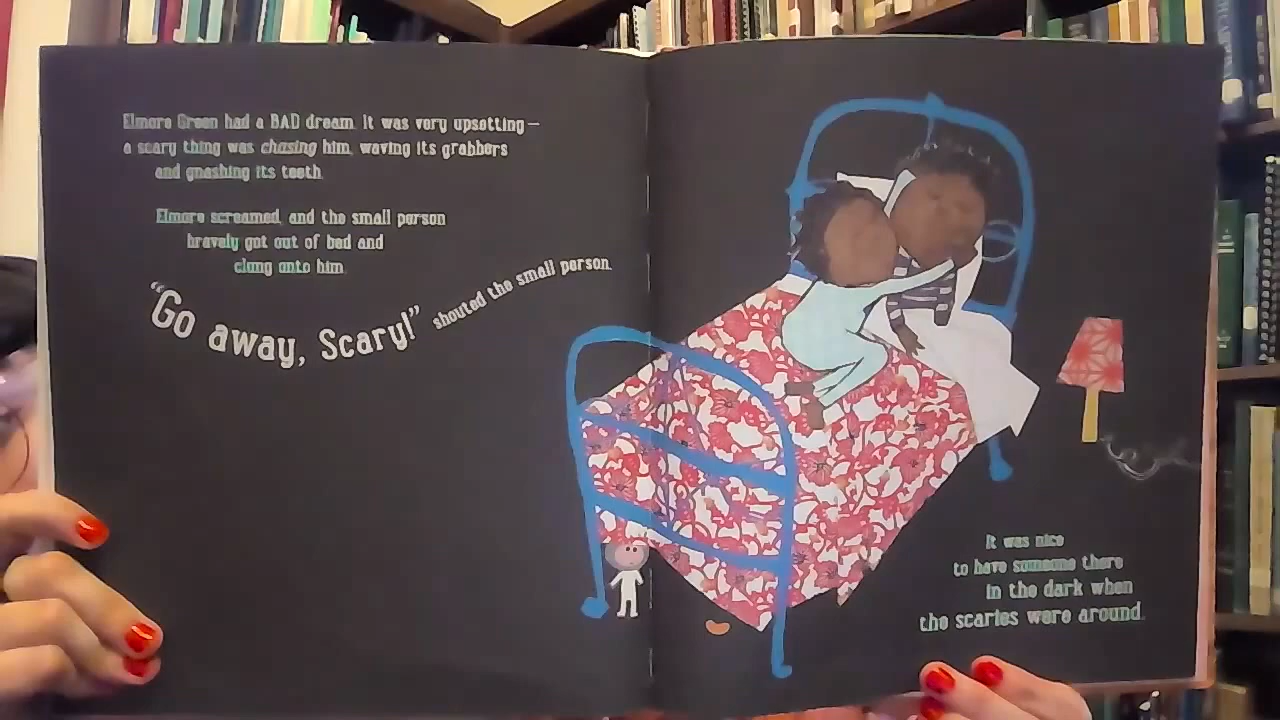 Elmore Green had a BAD dream. It was very upsetting—
a scary thing was chasing him, waving its grabbers
and gnashing its teeth.
Elmore screamed, and the small person
bravely got out of bed and
clung onto him.
“Go away, Scary!” shouted the small person.
It was nice
to have someone there
in the dark when
the scaries were around.